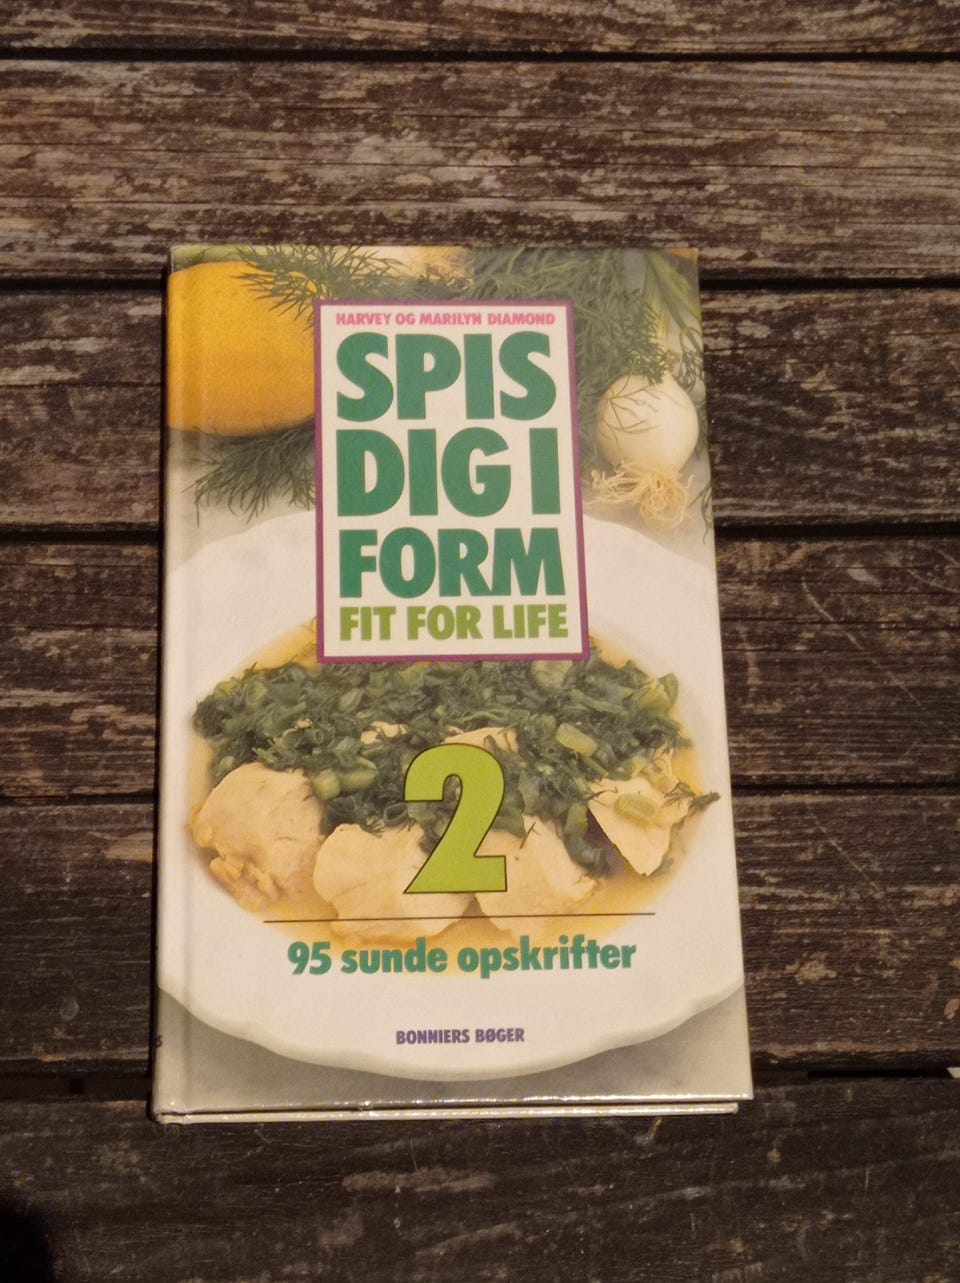 HARVEY OG MARILYN DIAMOND
SPIS
DIG I
FORM
FIT FOR LIFE
2
95 sunde opskrifter
BONNIERS BØGER